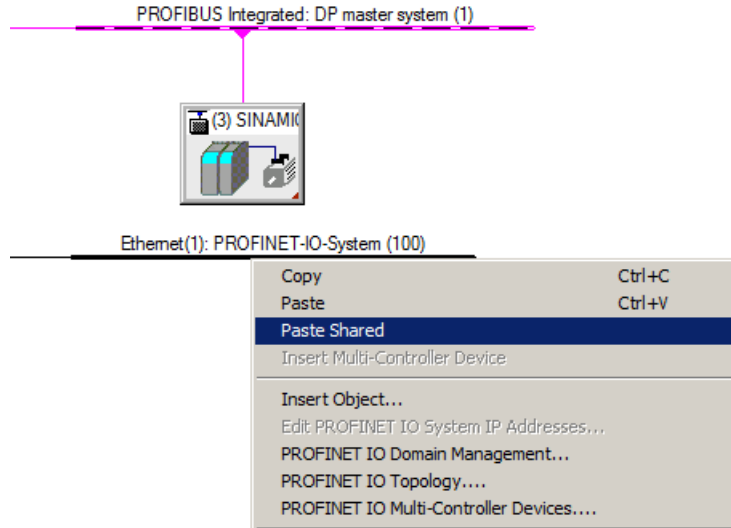 PROFIBUS Integrated: DP master system (1)
(3) SINAMI
Ethernet(1): PROFINET-IO-System (100)
Copy Ctrl+C
Paste Ctrl+V
Paste Shared
Insert Multi-Controller Device
Insert Object...
Edit PROFINET IO System IP Addresses...
PROFINET IO Domain Management...
PROFINET IO Topology....
PROFINET IO Multi-Controller Devices....